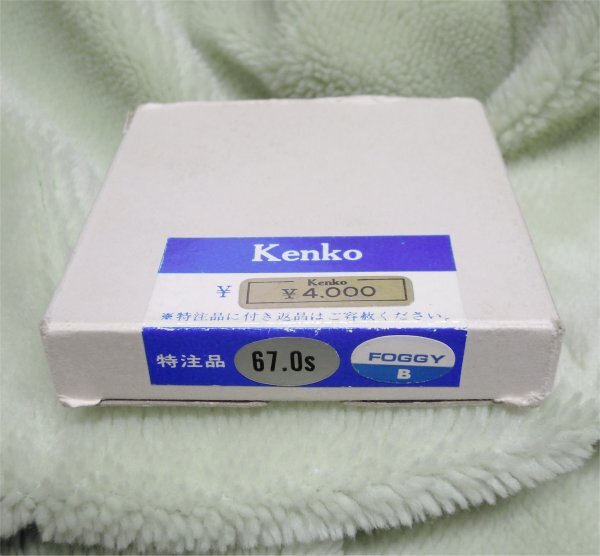 Kenko
¥
Kenko
¥4.000
※特注品に付き返品はご容赦ください。
特注品
67.0s
FOGGY
B